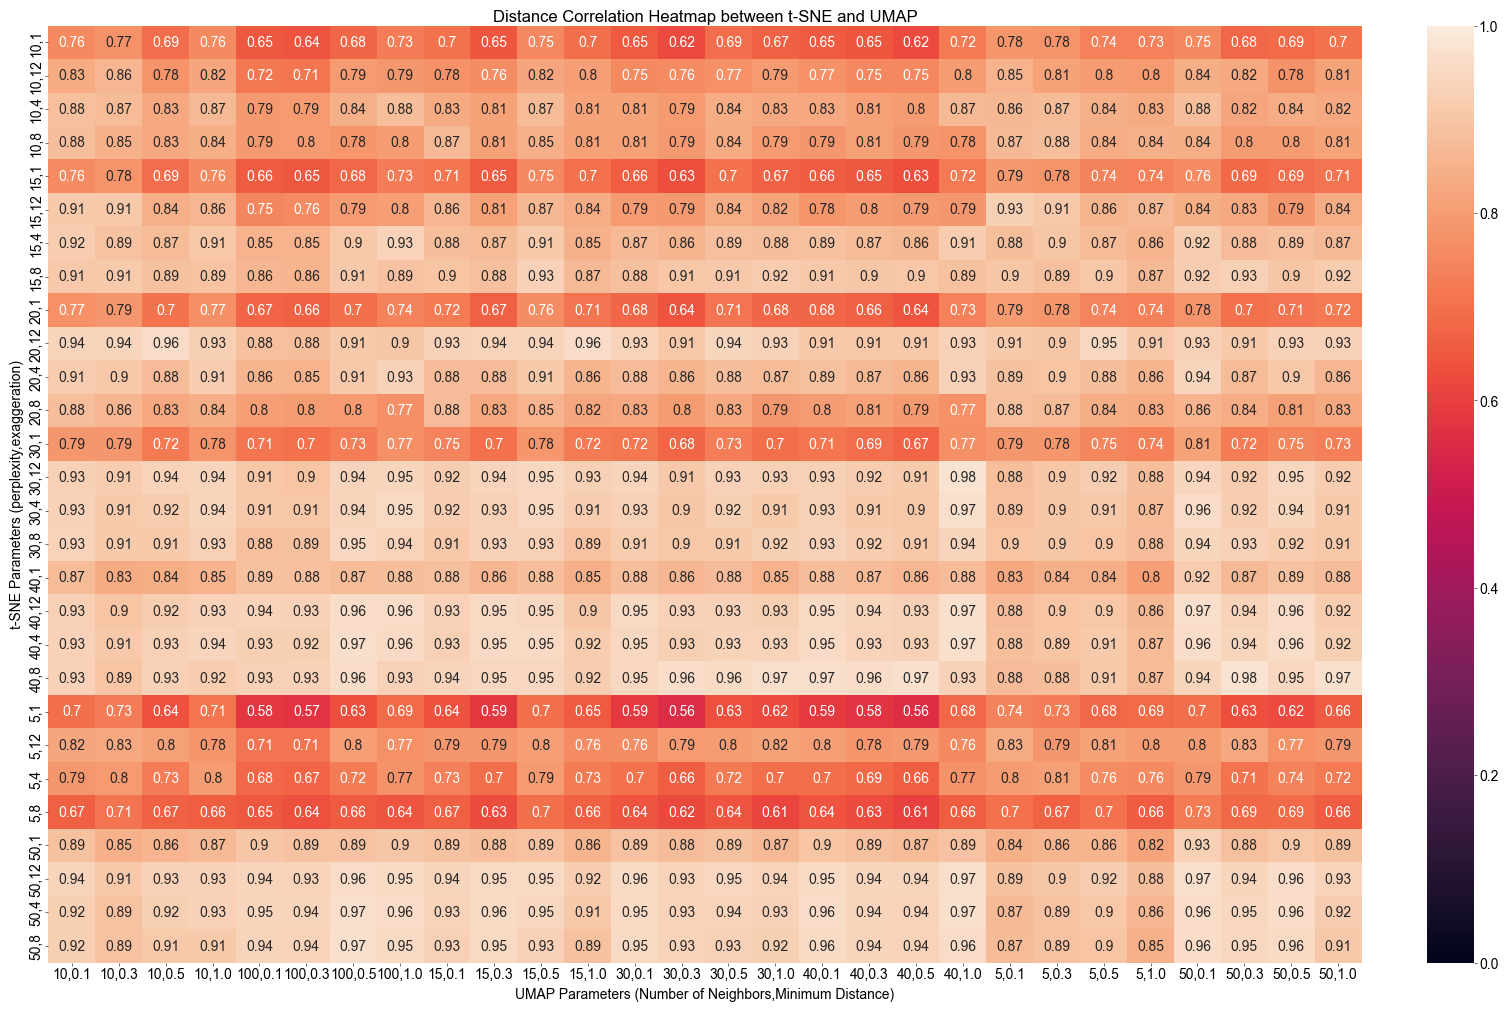 Distance Correlation Heatmap between t-SNE and UMAP
10,1 0.76 0.77 0.69 0.76 0.65 0.64 0.68 0.73 0.7 0.65 0.75 0.7 0.65 0.62 0.69 0.67 0.65 0.65 0.62 0.72 0.78 0.78 0.74 0.73 0.75 0.68 0.69 0.7
10,12 0.83 0.86 0.78 0.82 0.72 0.71 0.79 0.79 0.78 0.76 0.82 0.8 0.75 0.76 0.77 0.79 0.77 0.75 0.75 0.8 0.85 0.81 0.8 0.8 0.84 0.82 0.78 0.81
10,4 0.88 0.87 0.83 0.87 0.79 0.79 0.84 0.88 0.83 0.81 0.87 0.81 0.81 0.79 0.84 0.83 0.83 0.81 0.8 0.87 0.86 0.87 0.84 0.83 0.88 0.82 0.84 0.82
10,8 0.88 0.85 0.83 0.84 0.79 0.8 0.78 0.8 0.87 0.81 0.85 0.81 0.81 0.79 0.84 0.79 0.79 0.81 0.79 0.78 0.87 0.88 0.84 0.84 0.84 0.8 0.8 0.81
15,1 0.76 0.78 0.69 0.76 0.66 0.65 0.68 0.73 0.71 0.65 0.75 0.7 0.66 0.63 0.7 0.67 0.66 0.65 0.63 0.72 0.79 0.78 0.74 0.74 0.76 0.69 0.69 0.71
15,12 0.91 0.91 0.84 0.86 0.75 0.76 0.79 0.8 0.86 0.81 0.87 0.84 0.79 0.79 0.84 0.82 0.78 0.8 0.79 0.79 0.93 0.91 0.86 0.87 0.84 0.83 0.79 0.84
15,4 0.92 0.89 0.87 0.91 0.85 0.85 0.9 0.93 0.88 0.87 0.91 0.85 0.87 0.86 0.89 0.88 0.89 0.87 0.86 0.91 0.88 0.9 0.87 0.86 0.92 0.88 0.89 0.87
15,8 0.91 0.91 0.89 0.89 0.86 0.86 0.91 0.89 0.9 0.88 0.93 0.87 0.88 0.91 0.91 0.92 0.91 0.9 0.9 0.89 0.9 0.89 0.9 0.87 0.92 0.93 0.9 0.92
20,1 0.77 0.79 0.7 0.77 0.67 0.66 0.7 0.74 0.72 0.67 0.76 0.71 0.68 0.64 0.71 0.68 0.68 0.66 0.64 0.73 0.79 0.78 0.74 0.74 0.78 0.7 0.71 0.72
20,12 0.94 0.94 0.96 0.93 0.88 0.88 0.91 0.9 0.93 0.94 0.94 0.96 0.93 0.91 0.94 0.93 0.91 0.91 0.91 0.93 0.91 0.9 0.95 0.91 0.93 0.91 0.93 0.93
20,4 0.91 0.9 0.88 0.91 0.86 0.85 0.91 0.93 0.88 0.88 0.91 0.86 0.88 0.86 0.88 0.87 0.89 0.87 0.86 0.93 0.89 0.9 0.88 0.86 0.94 0.87 0.9 0.86
20,8 0.88 0.86 0.83 0.84 0.8 0.8 0.8 0.77 0.88 0.83 0.85 0.82 0.83 0.8 0.83 0.79 0.8 0.81 0.79 0.77 0.88 0.87 0.84 0.83 0.86 0.84 0.81 0.83
30,1 0.79 0.79 0.72 0.78 0.71 0.7 0.73 0.77 0.75 0.7 0.78 0.72 0.72 0.68 0.73 0.7 0.71 0.69 0.67 0.77 0.79 0.78 0.75 0.74 0.81 0.72 0.75 0.73
30,12 0.93 0.91 0.94 0.94 0.91 0.9 0.94 0.95 0.92 0.94 0.95 0.93 0.94 0.91 0.93 0.93 0.93 0.92 0.91 0.98 0.88 0.9 0.92 0.88 0.94 0.92 0.95 0.92
30,4 0.93 0.91 0.92 0.94 0.91 0.91 0.94 0.95 0.92 0.93 0.95 0.91 0.93 0.9 0.92 0.91 0.93 0.91 0.9 0.97 0.89 0.9 0.91 0.87 0.96 0.92 0.94 0.91
30,8 0.93 0.91 0.91 0.93 0.88 0.89 0.95 0.94 0.91 0.93 0.93 0.89 0.91 0.9 0.91 0.92 0.93 0.92 0.91 0.94 0.9 0.9 0.9 0.88 0.94 0.93 0.92 0.91
40,1 0.87 0.83 0.84 0.85 0.89 0.88 0.87 0.88 0.88 0.86 0.88 0.85 0.88 0.86 0.88 0.85 0.88 0.87 0.86 0.88 0.83 0.84 0.84 0.8 0.92 0.87 0.89 0.88
40,12 0.93 0.9 0.92 0.93 0.94 0.93 0.96 0.96 0.93 0.95 0.95 0.9 0.95 0.93 0.93 0.93 0.95 0.94 0.93 0.97 0.88 0.9 0.9 0.86 0.97 0.94 0.96 0.92
40,4 0.93 0.91 0.93 0.94 0.93 0.92 0.97 0.96 0.93 0.95 0.95 0.92 0.95 0.93 0.93 0.93 0.95 0.93 0.93 0.97 0.88 0.89 0.91 0.87 0.96 0.94 0.96 0.92
40,8 0.93 0.89 0.93 0.92 0.93 0.93 0.96 0.93 0.94 0.95 0.95 0.92 0.95 0.96 0.96 0.97 0.97 0.96 0.97 0.93 0.88 0.88 0.91 0.87 0.94 0.98 0.95 0.97
5,1 0.7 0.73 0.64 0.71 0.58 0.57 0.63 0.69 0.64 0.59 0.7 0.65 0.59 0.56 0.63 0.62 0.59 0.58 0.56 0.68 0.74 0.73 0.68 0.69 0.7 0.63 0.62 0.66
5,12 0.82 0.83 0.8 0.78 0.71 0.71 0.8 0.77 0.79 0.79 0.8 0.76 0.76 0.79 0.8 0.82 0.8 0.78 0.79 0.76 0.83 0.79 0.81 0.8 0.8 0.83 0.77 0.79
5,4 0.79 0.8 0.73 0.8 0.68 0.67 0.72 0.77 0.73 0.7 0.79 0.73 0.7 0.66 0.72 0.7 0.7 0.69 0.66 0.77 0.8 0.81 0.76 0.76 0.79 0.71 0.74 0.72
5,8 0.67 0.71 0.67 0.66 0.65 0.64 0.66 0.64 0.67 0.63 0.7 0.66 0.64 0.62 0.64 0.61 0.64 0.63 0.61 0.66 0.7 0.67 0.7 0.66 0.73 0.69 0.69 0.66
50,1 0.89 0.85 0.86 0.87 0.9 0.89 0.89 0.9 0.89 0.88 0.89 0.86 0.89 0.88 0.89 0.87 0.9 0.89 0.87 0.89 0.84 0.86 0.86 0.82 0.93 0.88 0.9 0.89
50,12 0.94 0.91 0.93 0.93 0.94 0.93 0.96 0.95 0.94 0.95 0.95 0.92 0.96 0.93 0.95 0.94 0.95 0.94 0.94 0.97 0.89 0.9 0.92 0.88 0.97 0.94 0.96 0.93
50,4 0.92 0.89 0.92 0.93 0.95 0.94 0.97 0.96 0.93 0.96 0.95 0.91 0.95 0.93 0.94 0.93 0.96 0.94 0.94 0.97 0.87 0.89 0.9 0.86 0.96 0.95 0.96 0.92
50,8 0.92 0.89 0.91 0.91 0.94 0.94 0.97 0.95 0.93 0.95 0.93 0.89 0.95 0.93 0.93 0.92 0.96 0.94 0.94 0.96 0.87 0.89 0.9 0.85 0.96 0.95 0.96 0.91
10,0.1 10,0.3 10,0.5 10,1.0 100,0.1 100,0.3 100,0.5 100,1.0 15,0.1 15,0.3 15,0.5 15,1.0 30,0.1 30,0.3 30,0.5 30,1.0 40,0.1 40,0.3 40,0.5 40,1.0 5,0.1 5,0.3 5,0.5 5,1.0 50,0.1 50,0.3 50,0.5 50,1.0
UMAP Parameters (Number of Neighbors,Minimum Distance)
t-SNE Parameters (perplexity,exaggeration)
1.0
0.8
0.6
0.4
0.2
0.0